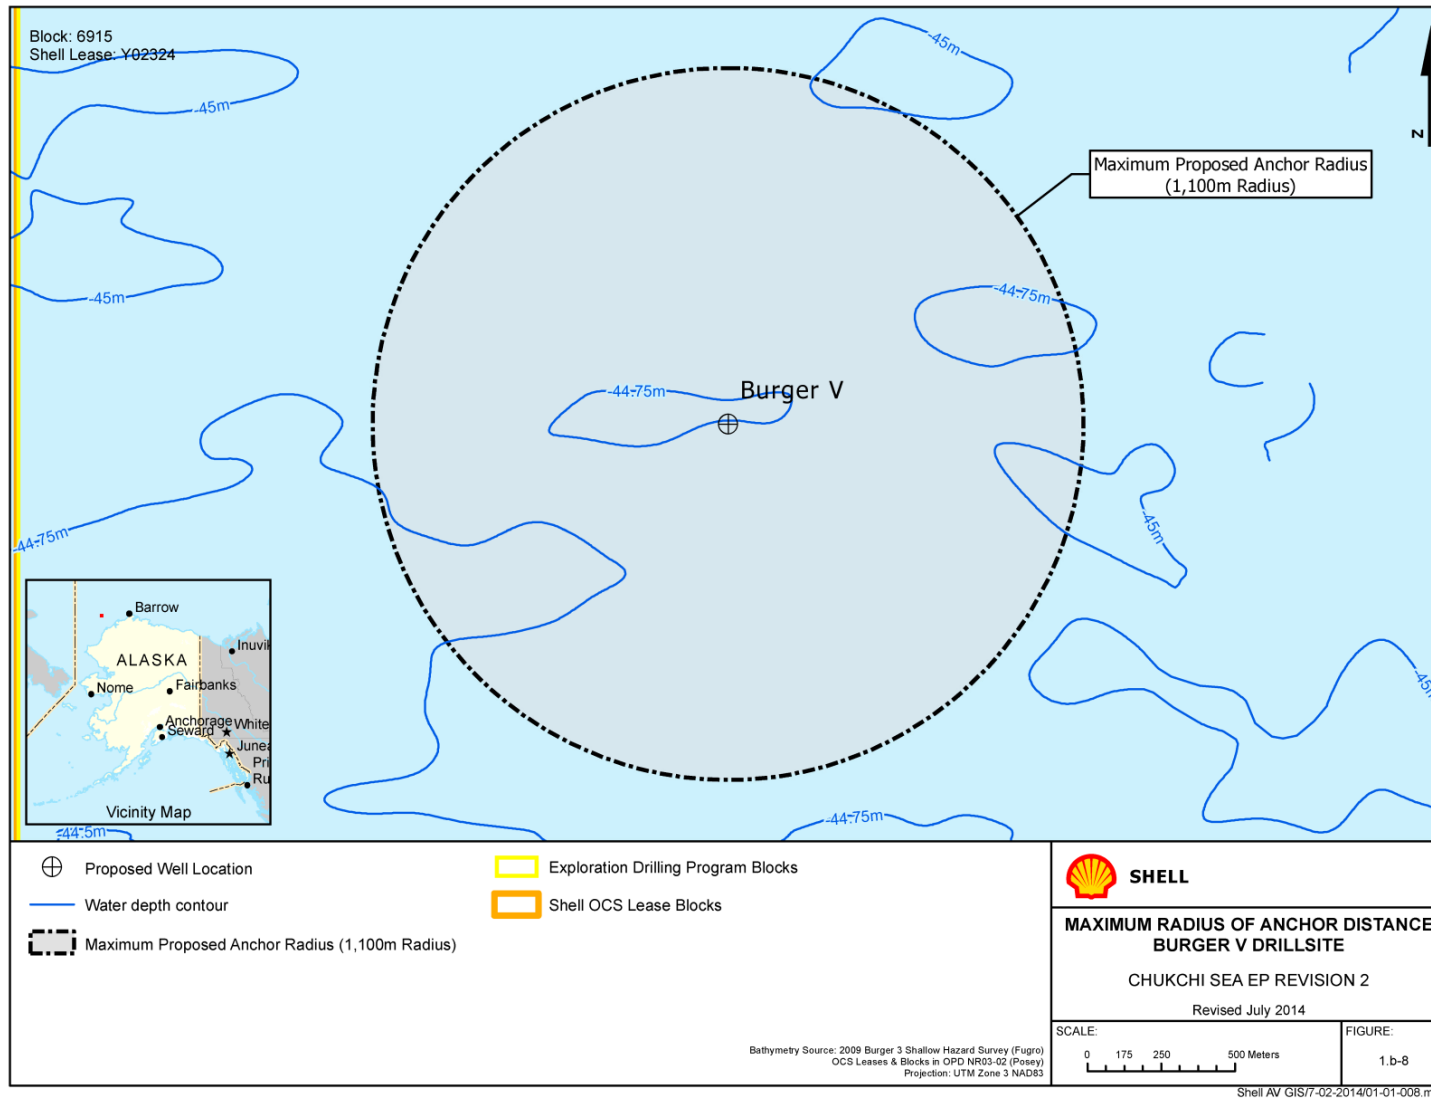 Block: 6915
Shell Lease: Y02324
-45m
-45m
-45m
N
Maximum Proposed Anchor Radius
(1,100m Radius)
-44.75m
-44.75m
Burger V
-44.75m
-45m
-45m
-44.75m
-44.5m
Barrow
Inuvik
ALASKA
Nome
Fairbanks
Anchorage
White
Seward
Junea
Pri
Ru
Vicinity Map
Proposed Well Location
Water depth contour
Maximum Proposed Anchor Radius (1,100m Radius)
Exploration Drilling Program Blocks
Shell OCS Lease Blocks
Bathymetry Source: 2009 Burger 3 Shallow Hazard Survey (Fugro)
OCS Leases & Blocks in OPD NR03-02 (Posey)
Projection: UTM Zone 3 NAD83
SHELL
MAXIMUM RADIUS OF ANCHOR DISTANCE
BURGER V DRILLSITE
CHUKCHI SEA EP REVISION 2
Revised July 2014
SCALE:
0 175 250 500 Meters
FIGURE:
1.b-8
Shell AV GIS/7-02-2014/01-01-008.m